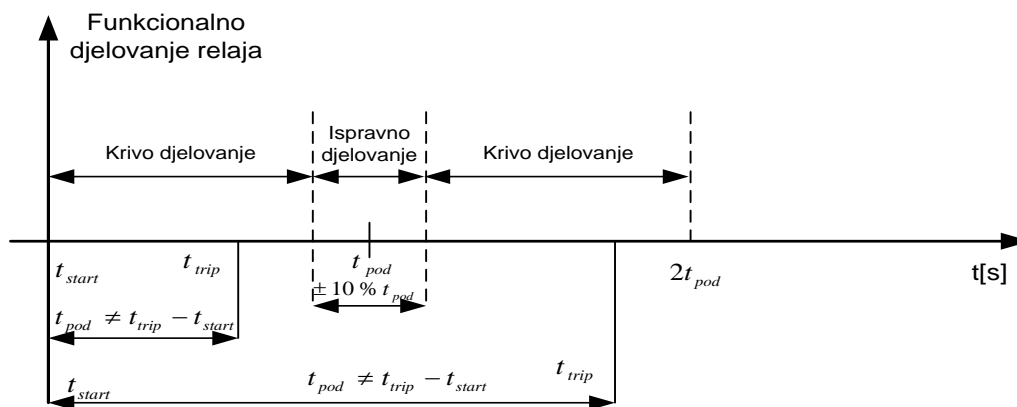 Funkcionalno
djelovanje relaja
Krivo djelovanje
Ispravno
djelovanje
Krivo djelovanje
t_start
t_trip
t_pod
2t_pod
t[s]
± 10 % t_pod
t_pod ≠ t_trip − t_start
t_start
t_pod ≠ t_trip − t_start
t_trip